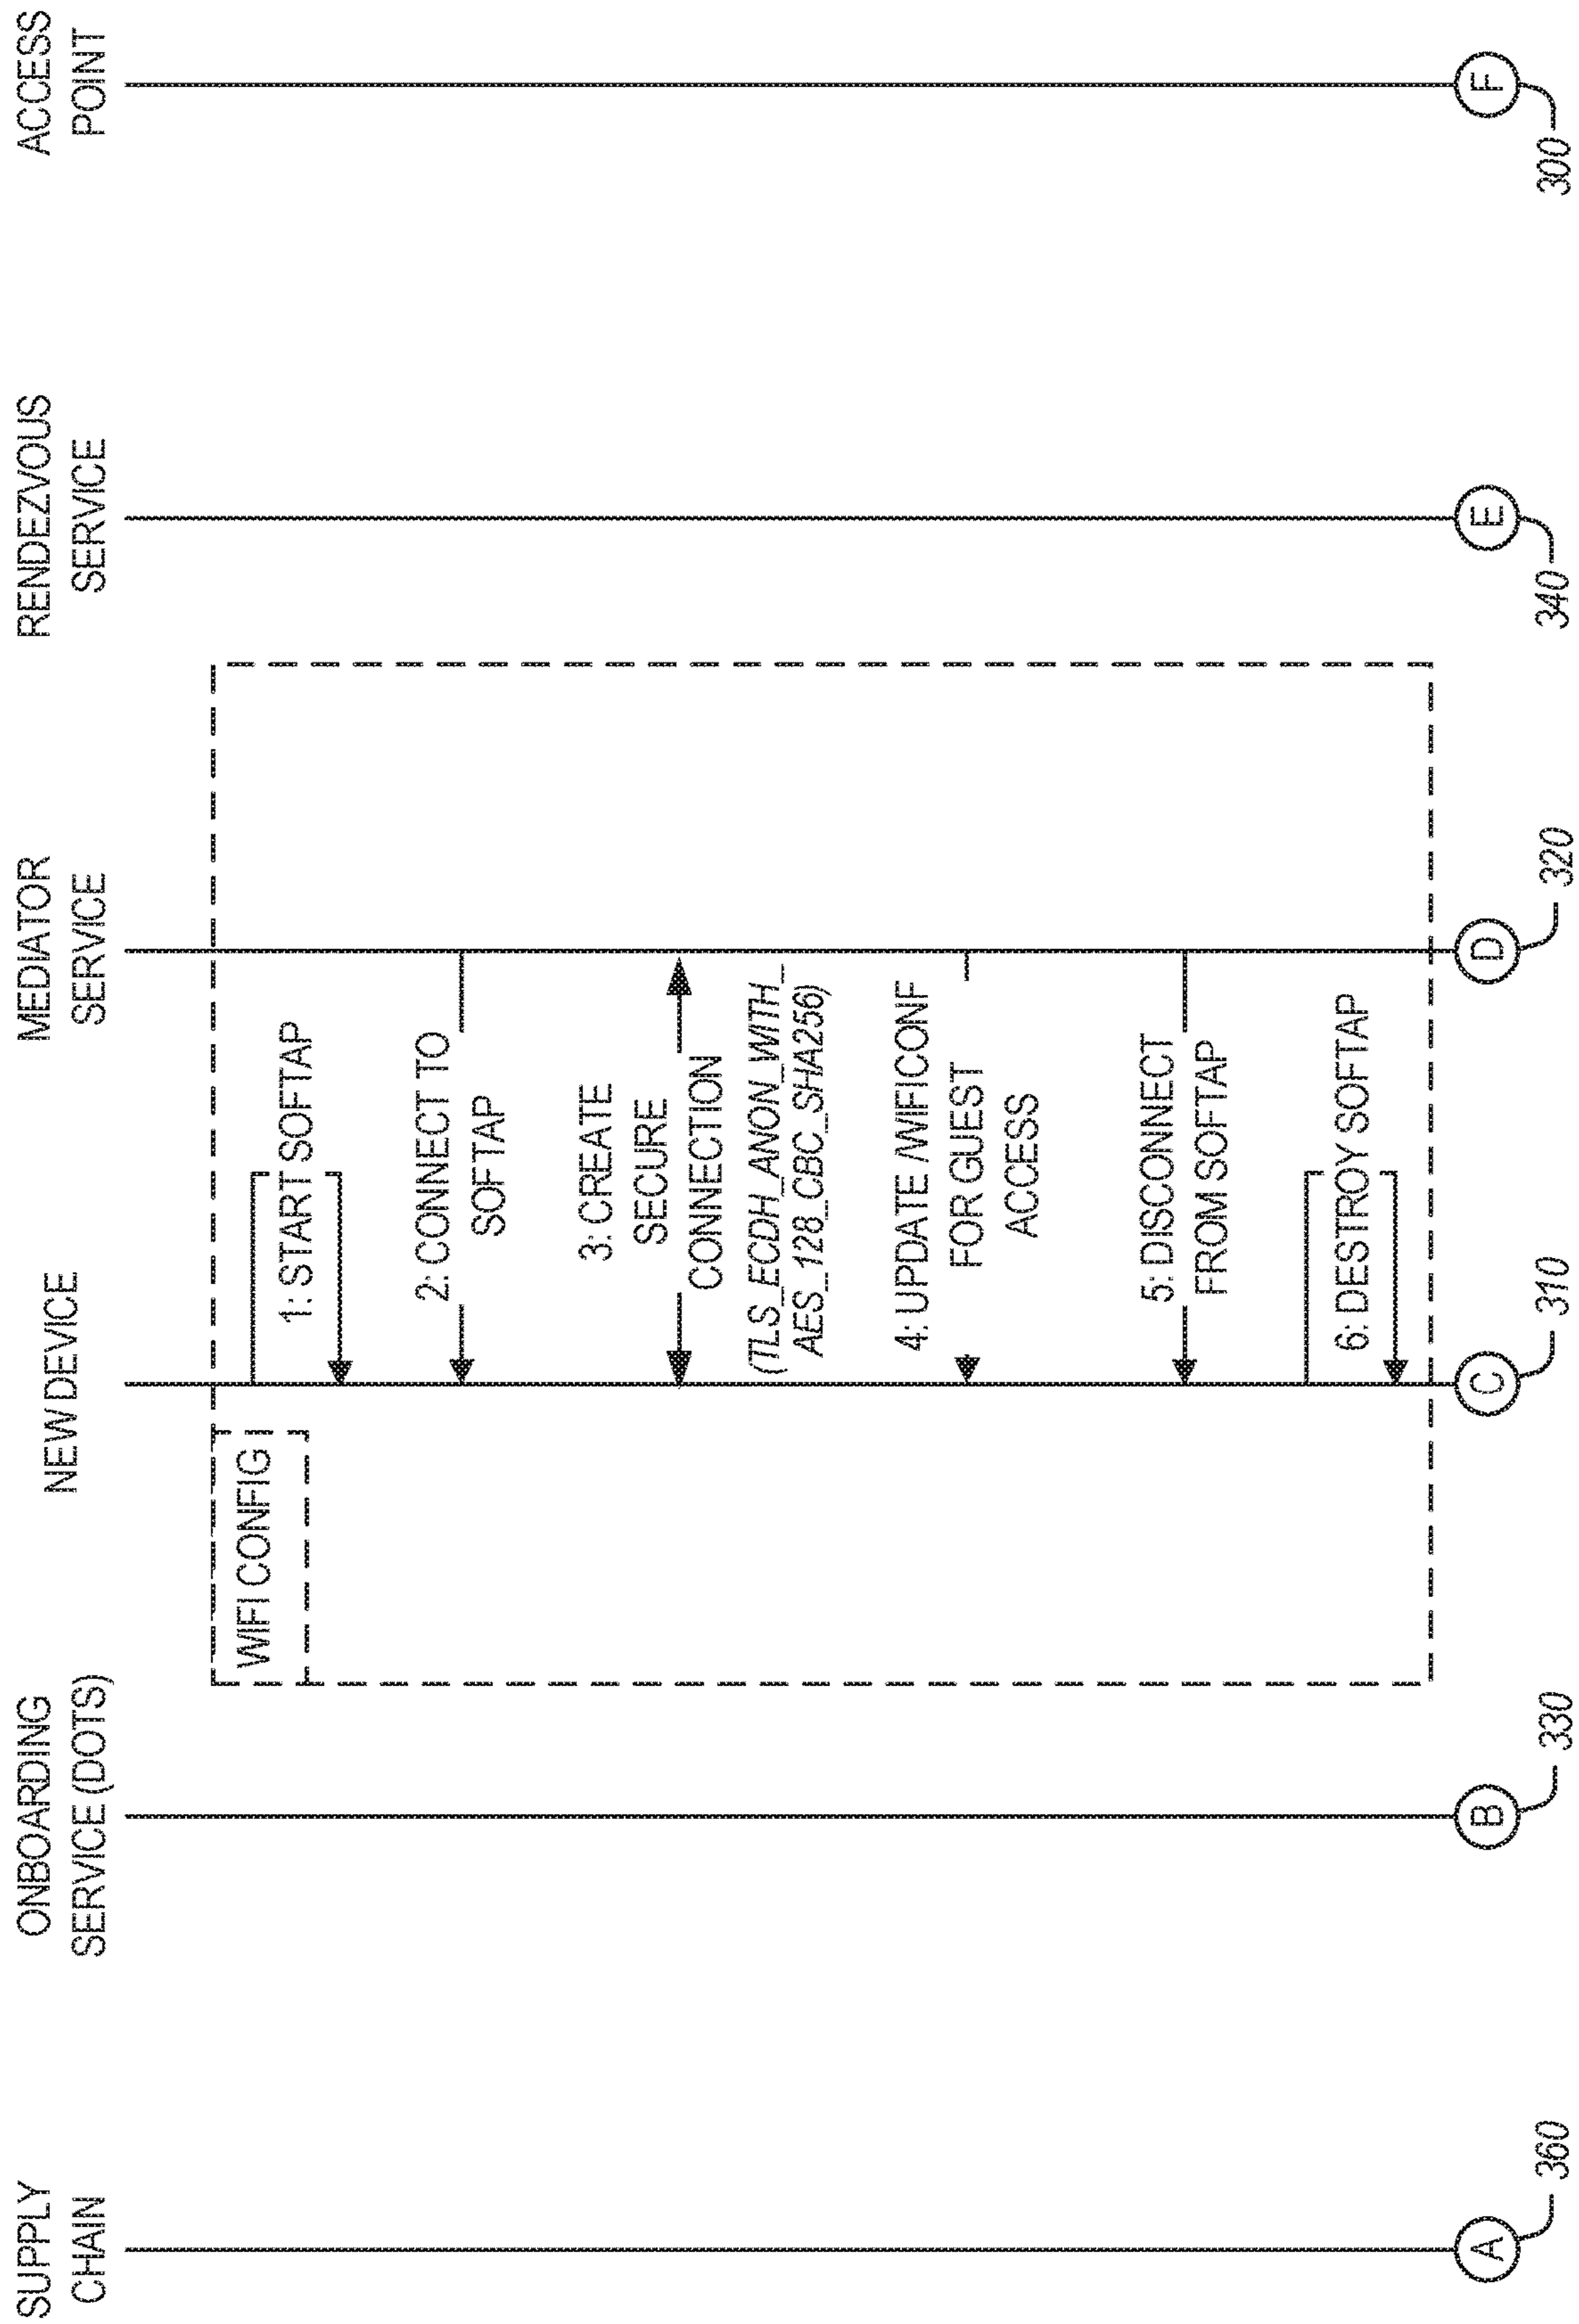 SUPPLY
CHAIN
ONBOARDING
SERVICE (DOTS)
NEW DEVICE
MEDIATOR
SERVICE
RENDEZVOUS
SERVICE
ACCESS
POINT
WIFI CONFIG
1: START SOFTAP
2: CONNECT TO
SOFTAP
3: CREATE
SECURE
CONNECTION
(TLS_ECDH_ANON_WITH_
AES_128_CBC_SHA256)
4: UPDATE /WIFICONF
FOR GUEST
ACCESS
5: DISCONNECT
FROM SOFTAP
6: DESTROY SOFTAP
A
B
C
D
E
F
360
330
310
320
340
300